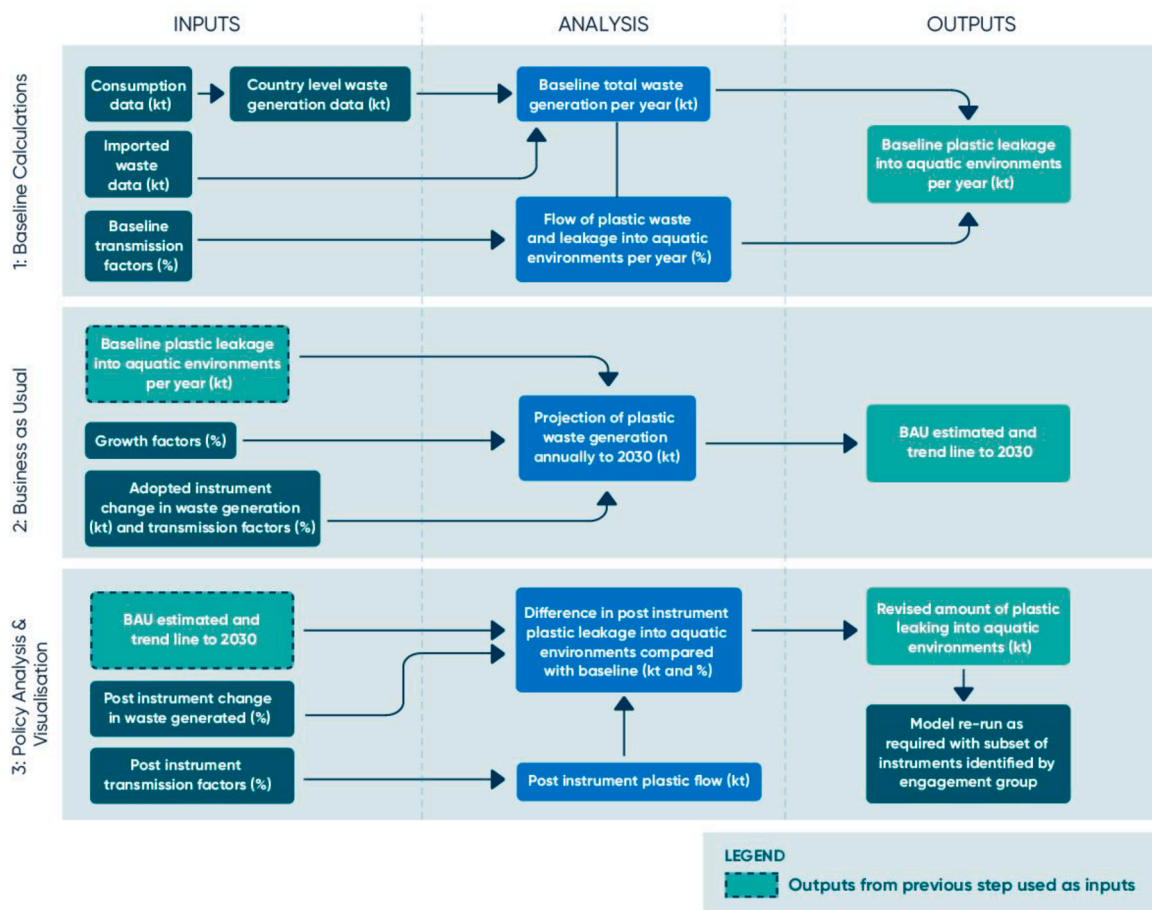 INPUTS
ANALYSIS
OUTPUTS
1: Baseline Calculations
Consumption
data (kt)
Country level waste
generation data (kt)
Baseline total waste
generation per year (kt)
Imported
waste
data (kt)
Baseline plastic leakage
into aquatic environments
per year (kt)
Baseline
transmission
factors (%)
Flow of plastic waste
and leakage into aquatic
environments per year (%)
2: Business as Usual
Baseline plastic leakage
into aquatic environments
per year (kt)
Growth factors (%)
Adopted instrument
change in waste generation
(kt) and transmission factors (%)
Projection of plastic
waste generation
annually to 2030 (kt)
BAU estimated and
trend line to 2030
3: Policy Analysis &
Visualisation
BAU estimated and
trend line to 2030
Post instrument change
in waste generated (%)
Post instrument
transmission factors (%)
Difference in post instrument
plastic leakage into aquatic
environments compared
with baseline (kt and %)
Post instrument plastic flow (kt)
Revised amount of plastic
leaking into aquatic
environments (kt)
Model re-run as
required with subset of
instruments identified by
engagement group
LEGEND
Outputs from previous step used as inputs